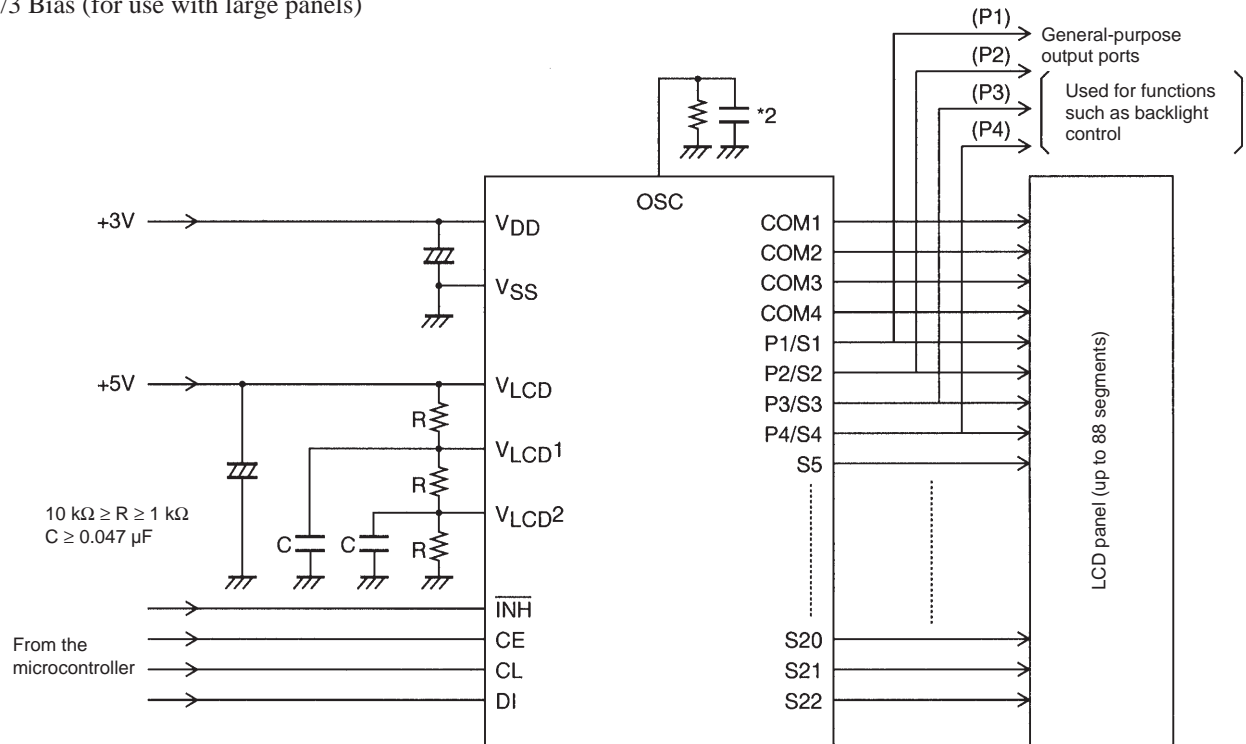 /3 Bias (for use with large panels)
(P1)
General-purpose
output ports
(P2)
(P3)
Used for functions
such as backlight
control
(P4)
*2
OSC
+3V
VDD
VSS
+5V
VLCD
R
VLCD1
R
VLCD2
R
10 kΩ ≥ R ≥ 1 kΩ
C ≥ 0.047 µF
C
C
From the
microcontroller
INH
CE
CL
DI
COM1
COM2
COM3
COM4
P1/S1
P2/S2
P3/S3
P4/S4
S5
S20
S21
S22
LCD panel (up to 88 segments)